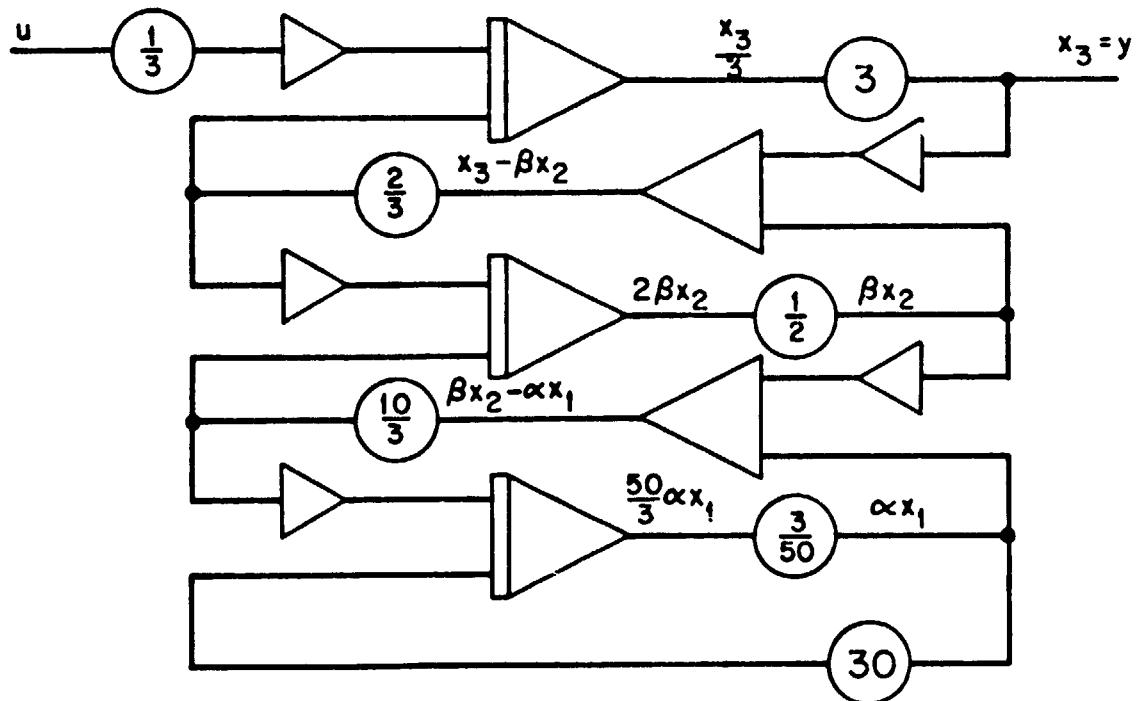 u
1/3
x₃/3
3
x₃ = y
2/3
x₃ - βx₂
2βx₂
1/2
βx₂
10/3
βx₂ - αx₁
50/3 αx₁
3/50
αx₁
30